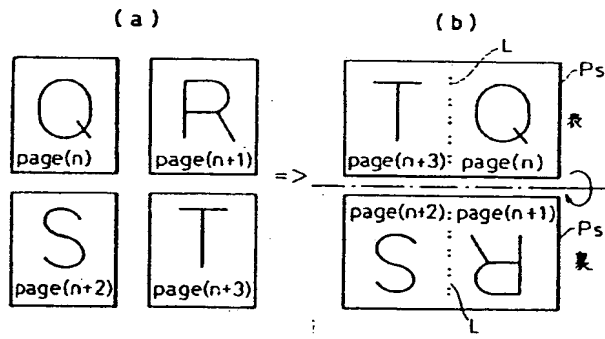 (a)
Q
page(n)
R
page(n+1)
S
page(n+2)
T
page(n+3)
=>
(b)
L
Ps
T
page(n+3)
Q
page(n)
表
page(n+2)
page(n+1)
S
R
Ps
裏
L